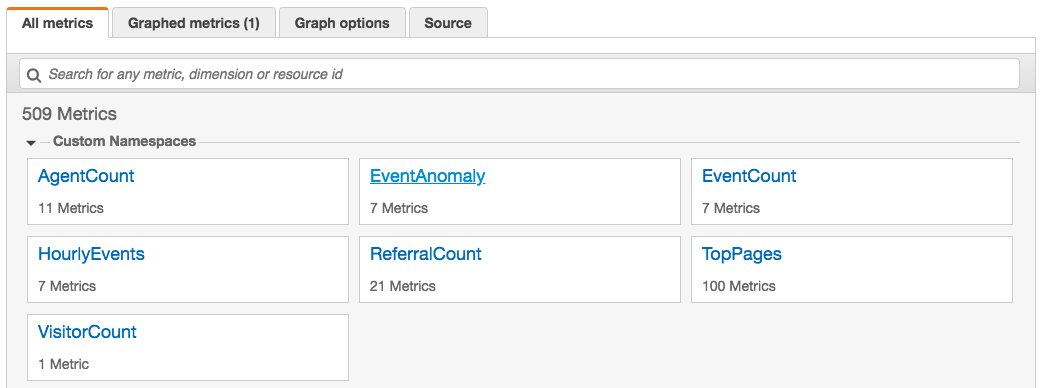 All metrics
Graphed metrics (1)
Graph options
Source
Search for any metric, dimension or resource id
509 Metrics
Custom Namespaces
AgentCount
11 Metrics
EventAnomaly
7 Metrics
EventCount
7 Metrics
HourlyEvents
7 Metrics
ReferralCount
21 Metrics
TopPages
100 Metrics
VisitorCount
1 Metric